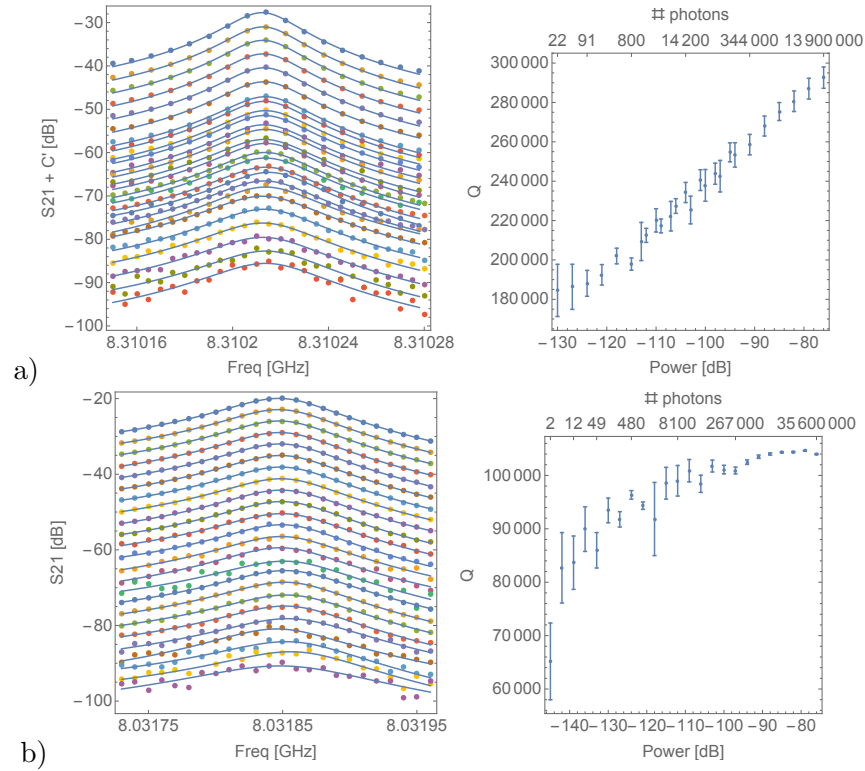 # photons
22 91 800 14 200 344 000 13 900 000
-30
-40
-50
-60
-70
-80
-90
-100
S21 + C' [dB]
8.31016 8.3102 8.31024 8.31028
Freq [GHz]
300 000
280 000
260 000
240 000
220 000
200 000
180 000
Q
-130 -120 -110 -100 -90 -80
Power [dB]
a)
# photons
2 12 49 480 8100 267 000 35 600 000
-20
-40
-60
-80
-100
S21 [dB]
8.03175 8.03185 8.03195
Freq [GHz]
100 000
90 000
80 000
70 000
60 000
Q
-140 -130 -120 -110 -100 -90 -80
Power [dB]
b)